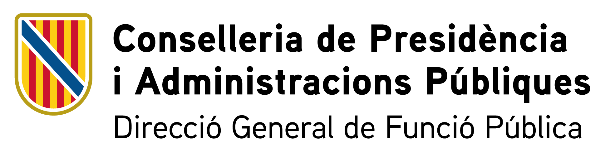 Conselleria de Presidència
i Administracions Públiques
Direcció General de Funció Pública